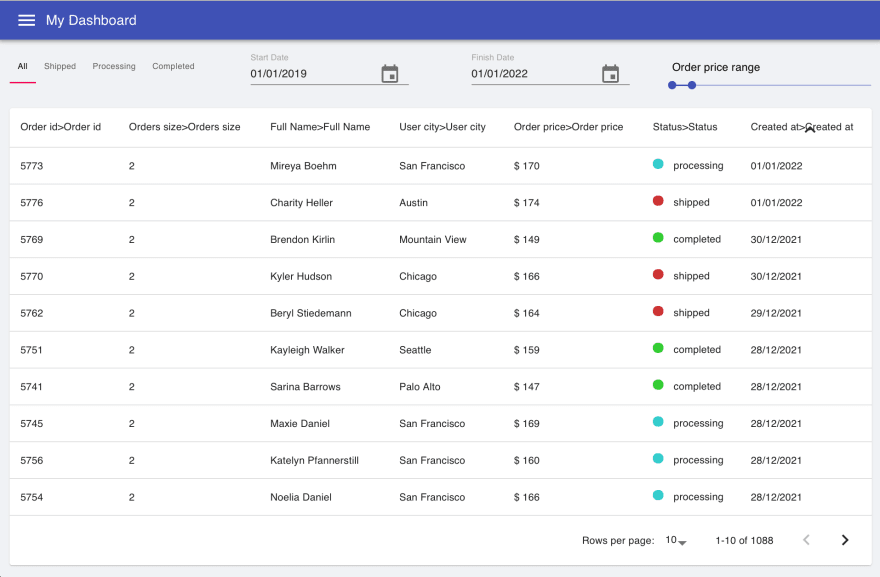 My Dashboard
All Shipped Processing Completed
Start Date
01/01/2019
Finish Date
01/01/2022
Order price range
Order id>Order id Orders size>Orders size Full Name>Full Name User city>User city Order price>Order price Status>Status Created at>Created at
5773 2 Mireya Boehm San Francisco $ 170 processing 01/01/2022
5776 2 Charity Heller Austin $ 174 shipped 01/01/2022
5769 2 Brendon Kirlin Mountain View $ 149 completed 30/12/2021
5770 2 Kyler Hudson Chicago $ 166 shipped 30/12/2021
5762 2 Beryl Stiedemann Chicago $ 164 shipped 29/12/2021
5751 2 Kayleigh Walker Seattle $ 159 completed 28/12/2021
5741 2 Sarina Barrows Palo Alto $ 147 completed 28/12/2021
5745 2 Maxie Daniel San Francisco $ 169 processing 28/12/2021
5756 2 Katelyn Pfannerstill San Francisco $ 160 processing 28/12/2021
5754 2 Noelia Daniel San Francisco $ 166 processing 28/12/2021
Rows per page: 10 1-10 of 1088